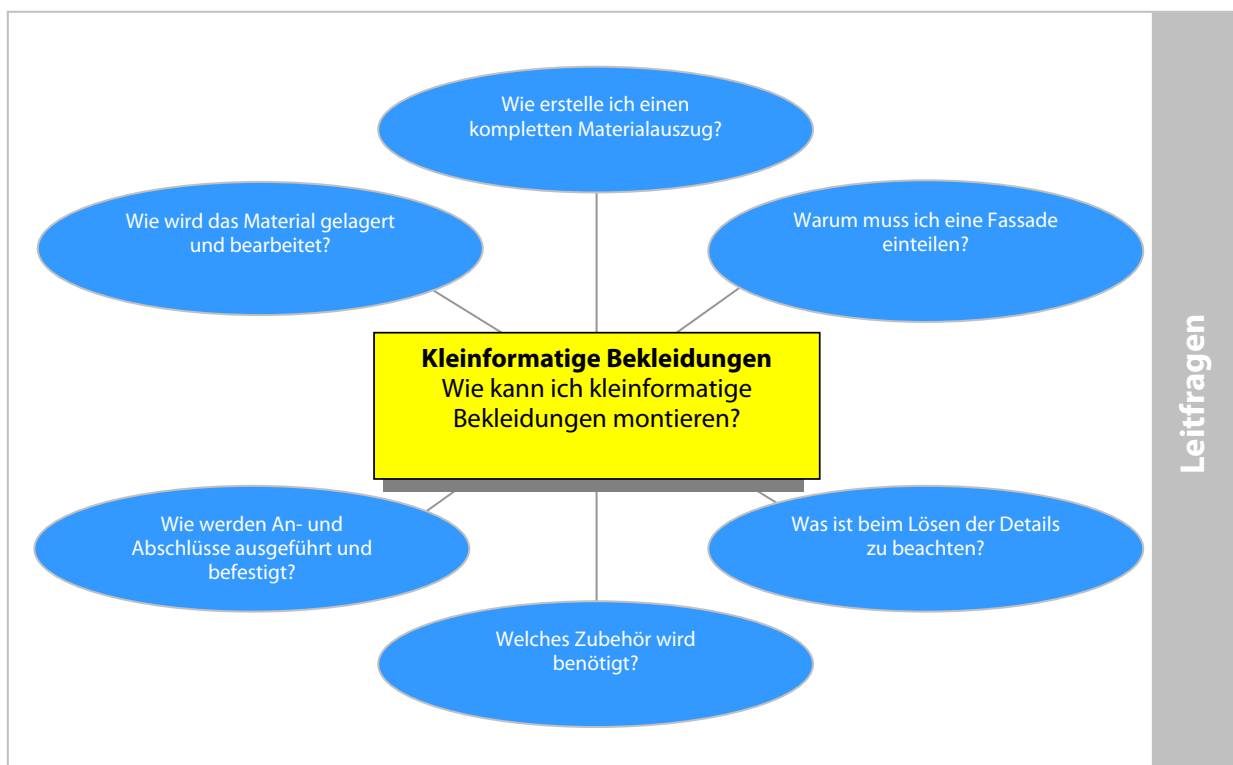 Wie erstelle ich einen
kompletten Materialauszug?
Wie wird das Material gelagert
und bearbeitet?
Warum muss ich eine Fassade
einteilen?
Kleinformatige Bekleidungen
Wie kann ich kleinformatige
Bekleidungen montieren?
Wie werden An- und
Abschlüsse ausgeführt und
befestigt?
Was ist beim Lösen der Details
zu beachten?
Welches Zubehör wird
benötigt?
Leitfragen